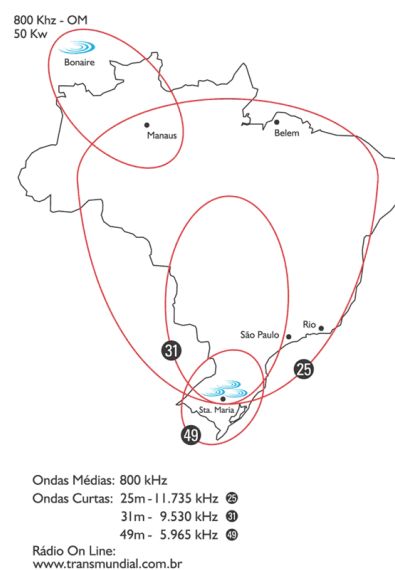 800 Khz - OM
50 Kw
Bonaire
Manaus
Belem
Rio
São Paulo
31
25
Sta. Maria
49
Ondas Médias: 800 kHz
Ondas Curtas: 25m - 11.735 kHz 25
31m - 9.530 kHz 31
49m - 5.965 kHz 49
Rádio On Line:
www.transmundial.com.br